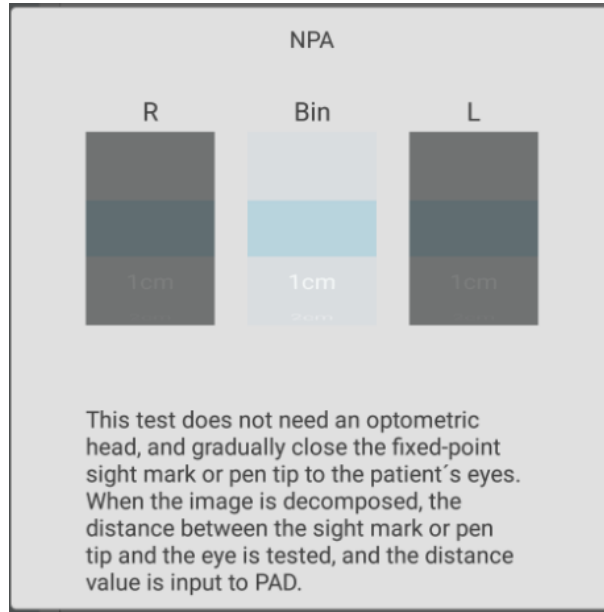 NPA
R Bin L
1cm 1cm 1cm
This test does not need an optometric
head, and gradually close the fixed-point
sight mark or pen tip to the patient´s eyes.
When the image is decomposed, the
distance between the sight mark or pen
tip and the eye is tested, and the distance
value is input to PAD.